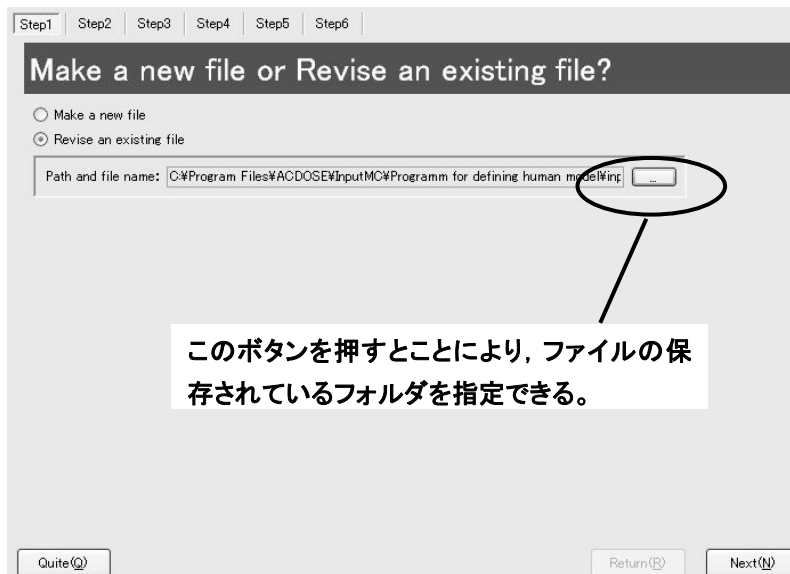 Step1 Step2 Step3 Step4 Step5 Step6
Make a new file or Revise an existing file?
Make a new file
Revise an existing file
Path and file name: C:¥Program Files¥ACDOSE¥InputMC¥Programm for defining human model¥inp ...
このボタンを押すとことにより，ファイルの保
存されているフォルダを指定できる。
Quite(Q) Return(R) Next(N)